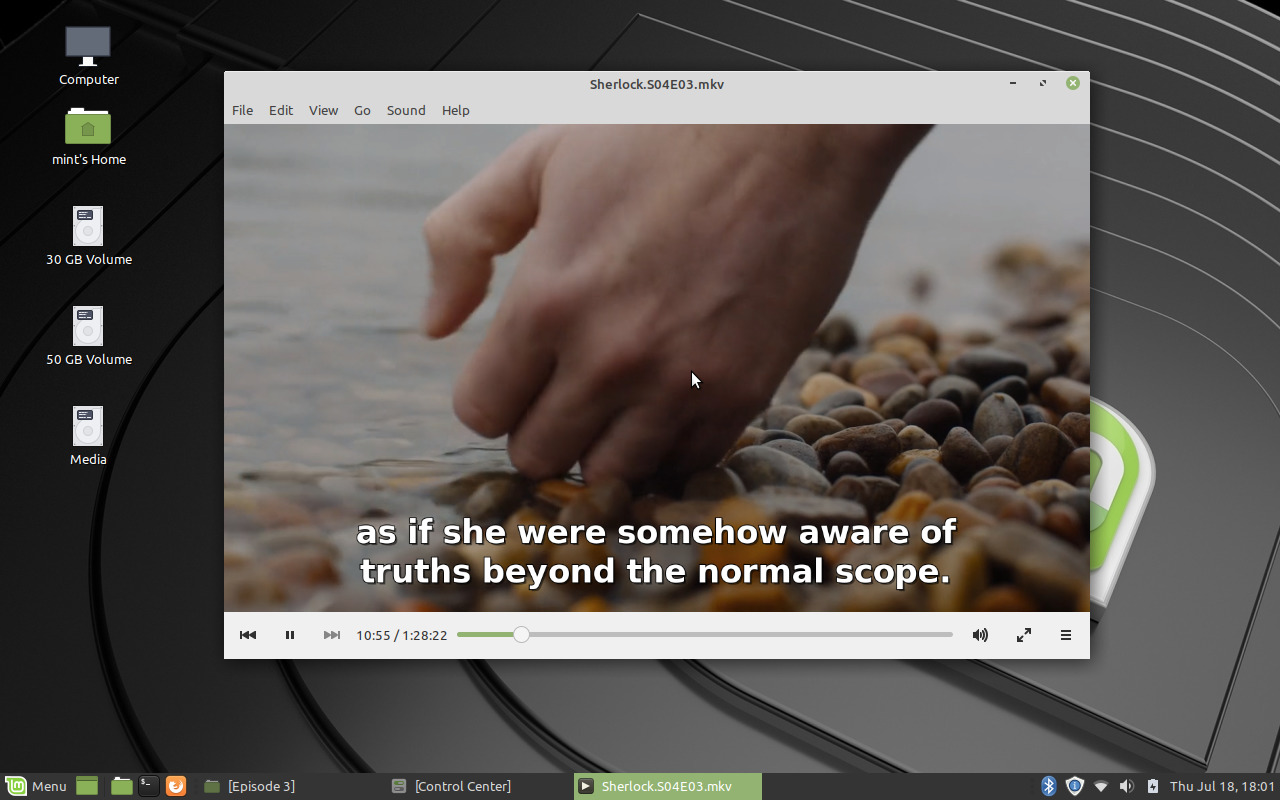 Computer
mint's Home
30 GB Volume
50 GB Volume
Media
Sherlock.S04E03.mkv
File Edit View Go Sound Help
as if she were somehow aware of
truths beyond the normal scope.
10:55 / 1:28:22
Menu [Episode 3] [Control Center] Sherlock.S04E03.mkv Thu Jul 18, 18:01